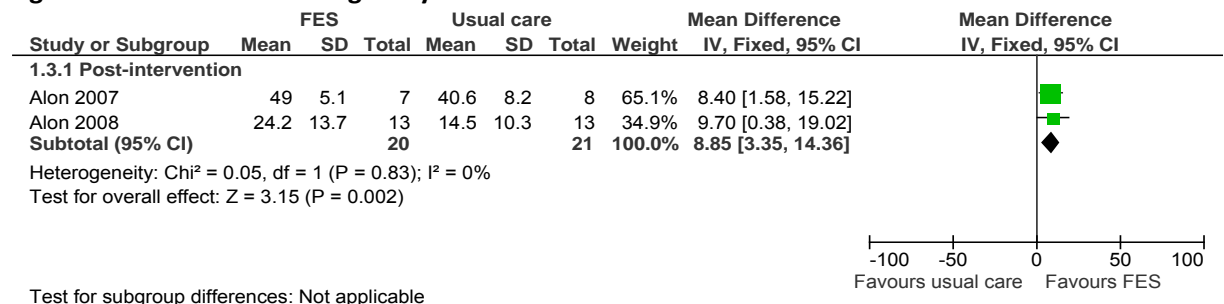 FES Usual care Mean Difference Mean Difference
Study or Subgroup Mean SD Total Mean SD Total Weight IV, Fixed, 95% CI IV, Fixed, 95% CI
1.3.1 Post-intervention
Alon 2007 49 5.1 7 40.6 8.2 8 65.1% 8.40 [1.58, 15.22]
Alon 2008 24.2 13.7 13 14.5 10.3 13 34.9% 9.70 [0.38, 19.02]
Subtotal (95% CI) 20 21 100.0% 8.85 [3.35, 14.36]
Heterogeneity: Chi² = 0.05, df = 1 (P = 0.83); I² = 0%
Test for overall effect: Z = 3.15 (P = 0.002)
-100 -50 0 50 100
Favours usual care Favours FES
Test for subgroup differences: Not applicable